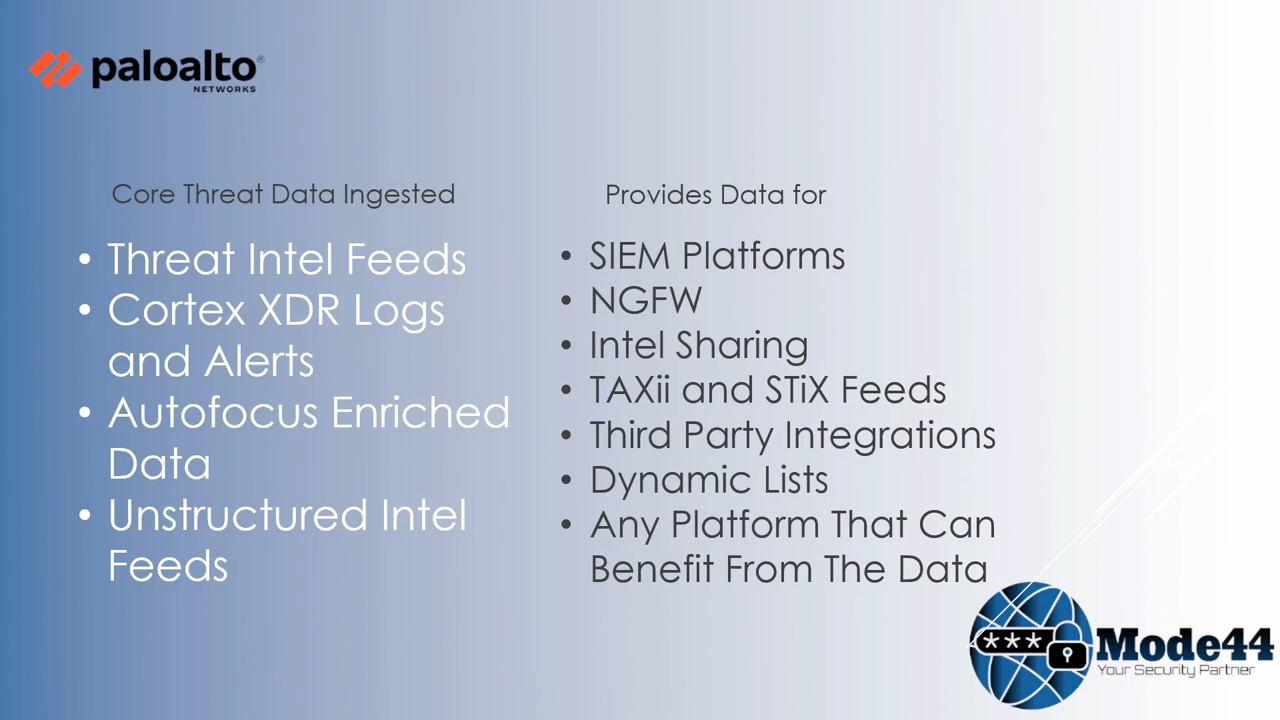 paloalto®
NETWORKS
Core Threat Data Ingested
• Threat Intel Feeds
• Cortex XDR Logs
and Alerts
• Autofocus Enriched
Data
• Unstructured Intel
Feeds
Provides Data for
• SIEM Platforms
• NGFW
• Intel Sharing
• TAXii and STiX Feeds
• Third Party Integrations
• Dynamic Lists
• Any Platform That Can
Benefit From The Data
***
Mode44
Your Security Partner